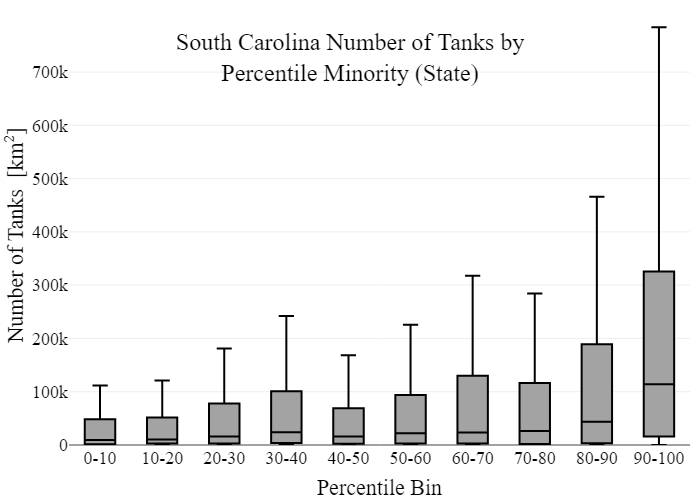 South Carolina Number of Tanks by
Percentile Minority (State)
Number of Tanks [km²]
700k
600k
500k
400k
300k
200k
100k
0
0-10 10-20 20-30 30-40 40-50 50-60 60-70 70-80 80-90 90-100
Percentile Bin